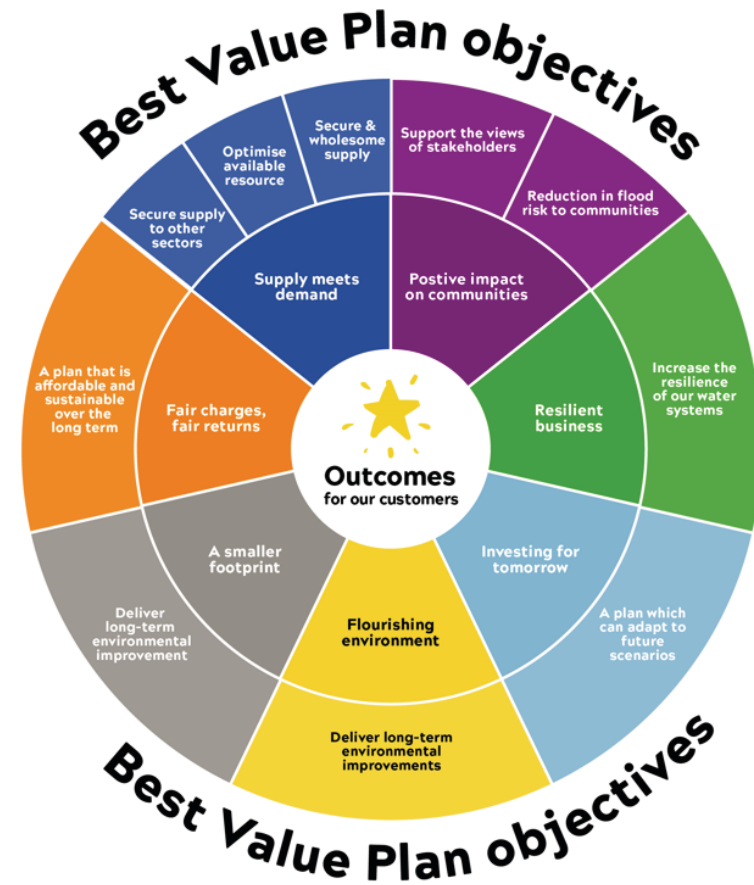 Best Value Plan objectives
Secure &
wholesome
supply
Support the views
of stakeholders
Optimise
available
resource
Reduction in flood
risk to communities
Secure supply
to other
sectors
Supply meets
demand
Postive impact
on communities
A plan that is
affordable and
sustainable
over the
long term
Fair charges,
fair returns
Resilient
business
Increase the
resilience
of our water
systems
Outcomes
for our customers
A smaller
footprint
Investing for
tomorrow
Deliver
long-term
environmental
improvement
Flourishing
environment
A plan which
can adapt to
future
scenarios
Deliver long-term
environmental
improvements
Best Value Plan objectives